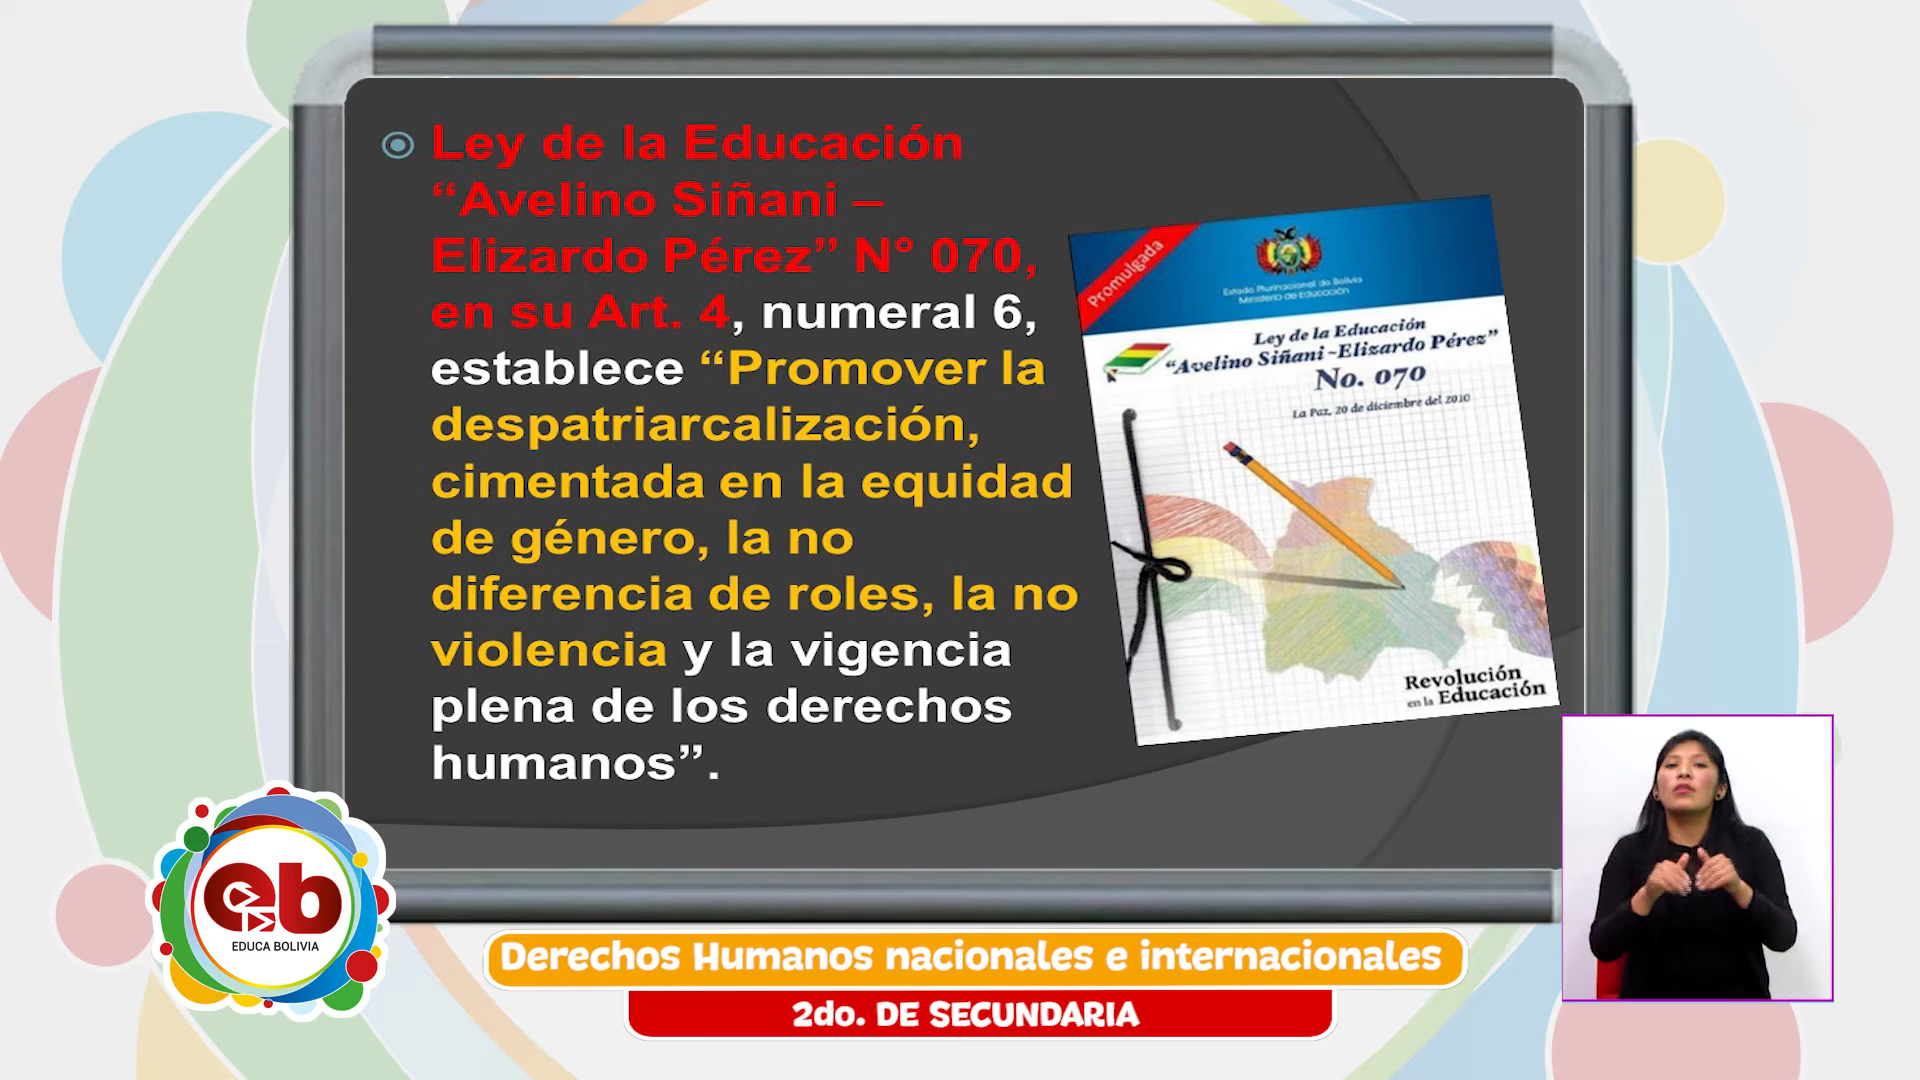 Ley de la Educación
“Avelino Siñani –
Elizardo Pérez” N° 070,
en su Art. 4, numeral 6,
establece “Promover la
despatriarcalización,
cimentada en la equidad
de género, la no
diferencia de roles, la no
violencia y la vigencia
plena de los derechos
humanos”.
Promulgada
Estado Plurinacional de Bolivia
Ministerio de Educación
Ley de la Educación
“Avelino Siñani -Elizardo Pérez”
No. 070
La Paz, 20 de diciembre del 2010
Revolución
en la Educación
eb
EDUCA BOLIVIA
Derechos Humanos nacionales e internacionales
2do. DE SECUNDARIA